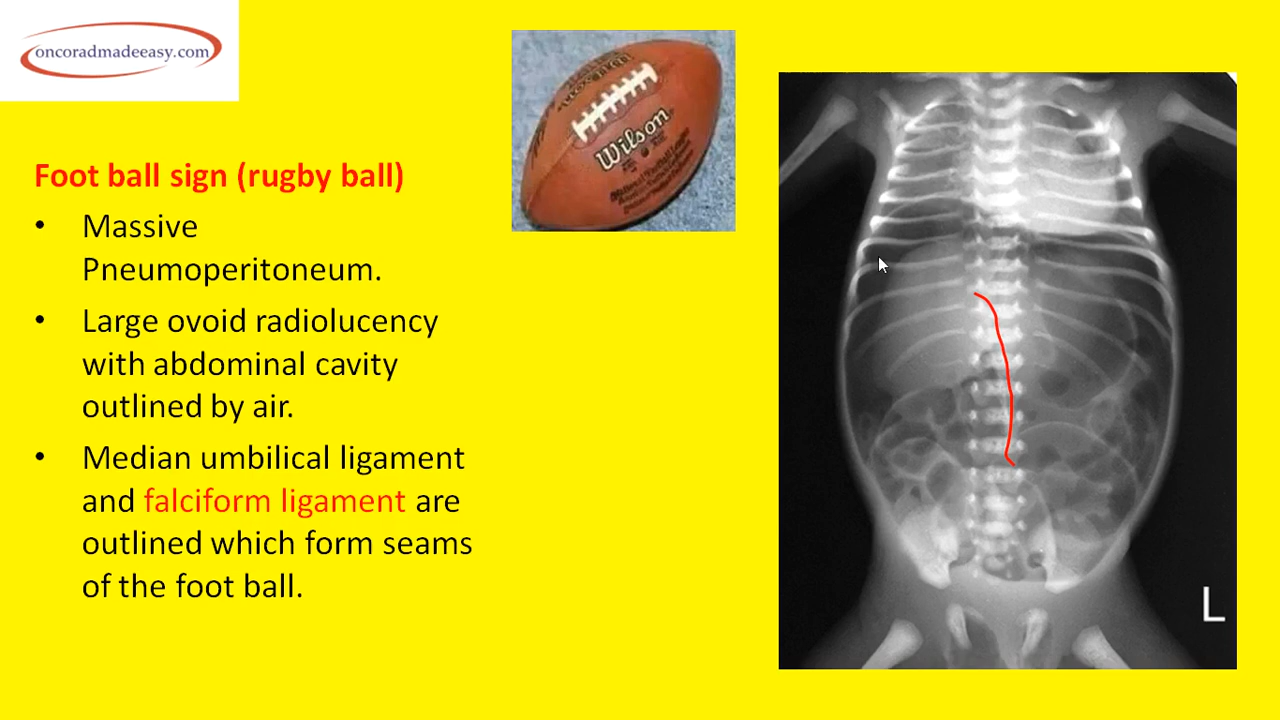 oncoradmadeeasy.com
Foot ball sign (rugby ball)
• Massive
Pneumoperitoneum.
• Large ovoid radiolucency
with abdominal cavity
outlined by air.
• Median umbilical ligament
and falciform ligament are
outlined which form seams
of the foot ball.
Wilson
L